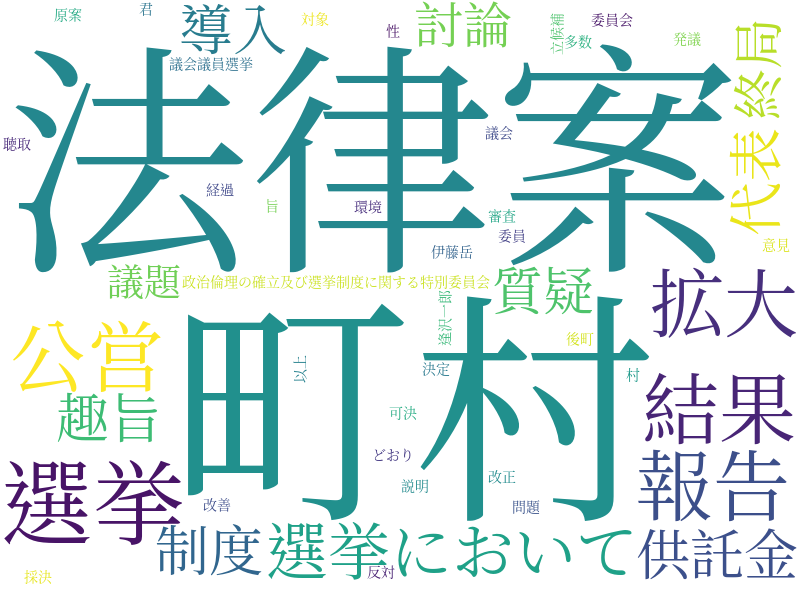 原案
君
導入
対象
性
討論
立候補
多数
委員会
発議
終局
議会議員選挙
法律案
聴取
議会
代表
経過
旨
環境
審査
委員
伊藤岳
意見
議題
政治倫理の確立及び選挙制度に関する特別委員会
質疑
拡大
町村
逢沢一郎
公営
後町
以上
決定
村
趣旨
可決
結果
どおり
選挙
報告
改善
説明
改正
問題
制度
選挙において
供託金
採決
反対